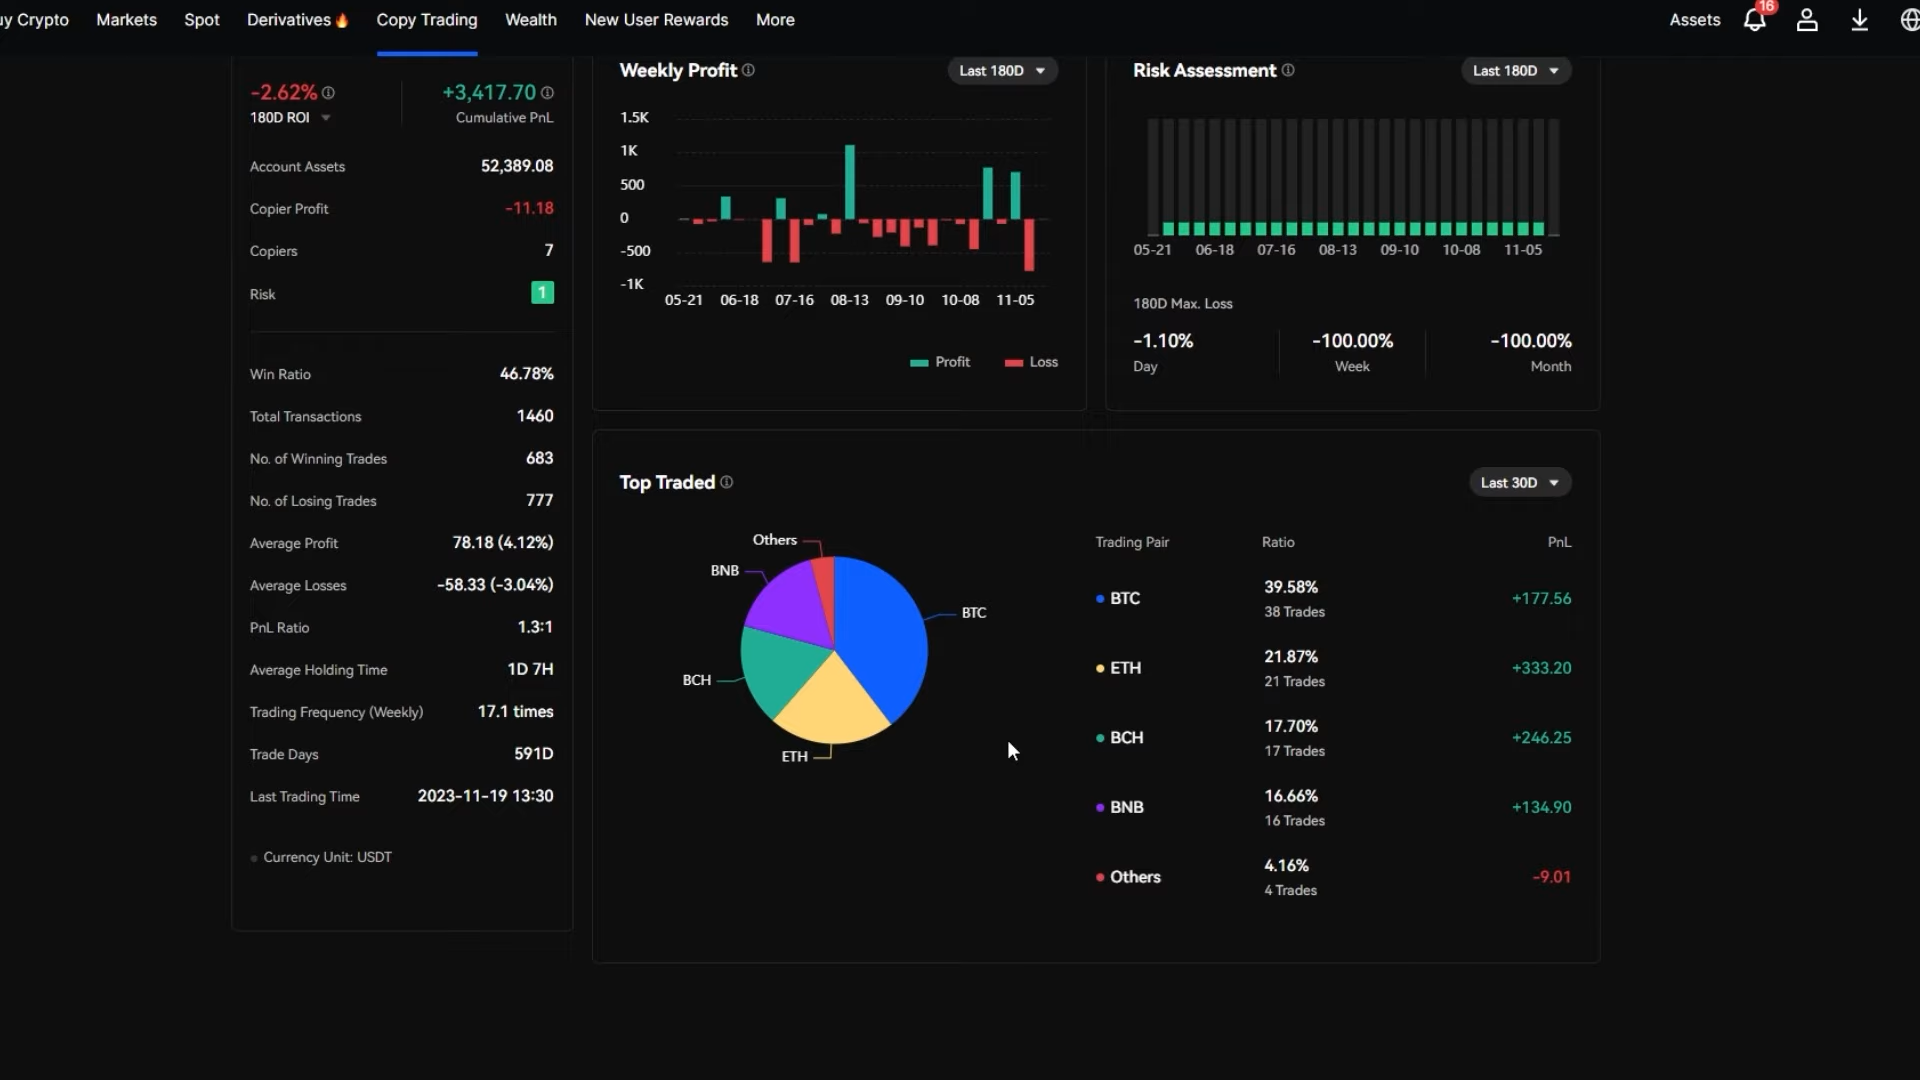 uy Crypto Markets Spot Derivatives Copy Trading Wealth New User Rewards More Assets 16
-2.62% +3,417.70
180D ROI Cumulative PnL
Account Assets 52,389.08
Copier Profit -11.18
Copiers 7
Risk 1
Win Ratio 46.78%
Total Transactions 1460
No. of Winning Trades 683
No. of Losing Trades 777
Average Profit 78.18 (4.12%)
Average Losses -58.33 (-3.04%)
PnL Ratio 1.3:1
Average Holding Time 1D 7H
Trading Frequency (Weekly) 17.1 times
Trade Days 591D
Last Trading Time 2023-11-19 13:30
Currency Unit: USDT
Weekly Profit Last 180D
1.5K
1K
500
0
-500
-1K
05-21 06-18 07-16 08-13 09-10 10-08 11-05
Profit Loss
Risk Assessment Last 180D
05-21 06-18 07-16 08-13 09-10 10-08 11-05
180D Max. Loss
-1.10% -100.00% -100.00%
Day Week Month
Top Traded Last 30D
Others
BNB
BTC
BCH
ETH
Trading Pair Ratio PnL
BTC 39.58% +177.56
38 Trades
ETH 21.87% +333.20
21 Trades
BCH 17.70% +246.25
17 Trades
BNB 16.66% +134.90
16 Trades
Others 4.16% -9.01
4 Trades